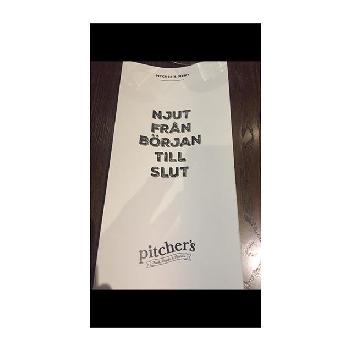 NJUT
FRÅN
BÖRJAN
TILL
SLUT
pitcher's